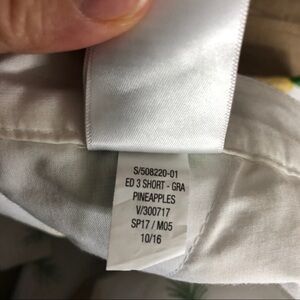 S/508220-01
ED 3 SHORT - GRA
PINEAPPLES
V/300717
SP17 / M05
10/16